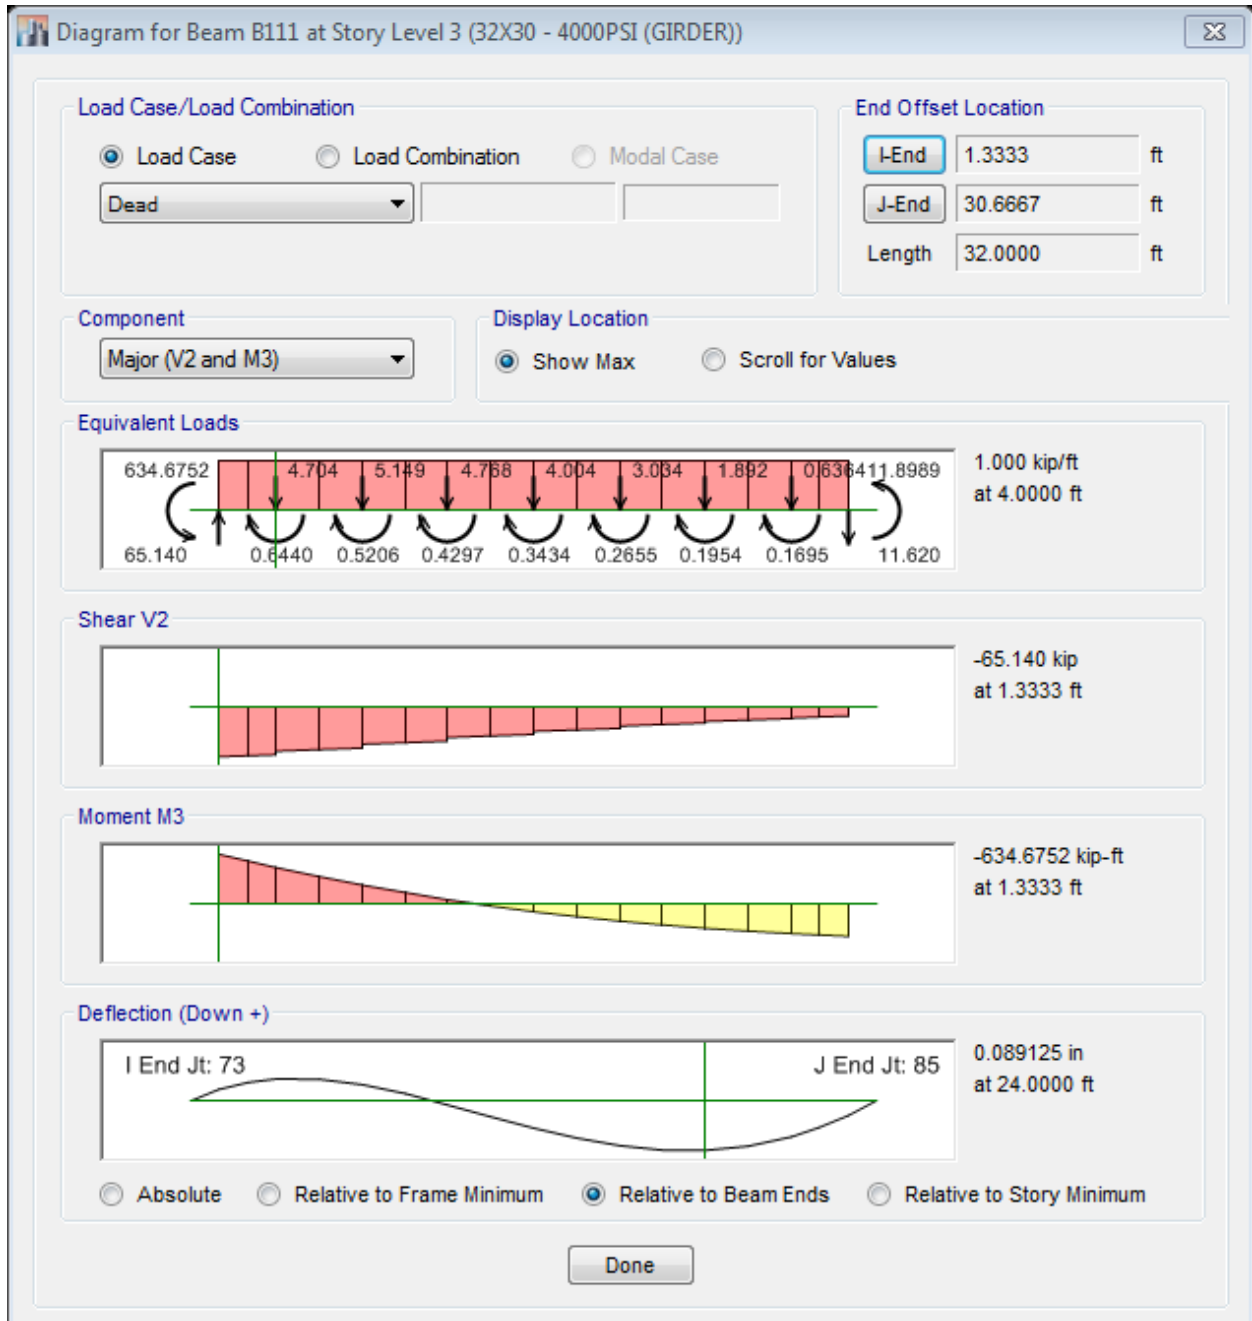 Diagram for Beam B111 at Story Level 3 (32X30 - 4000PSI (GIRDER))
Load Case/Load Combination
Load Case Load Combination Modal Case
Dead
End Offset Location
I-End 1.3333 ft
J-End 30.6667 ft
Length 32.0000 ft
Component
Major (V2 and M3)
Display Location
Show Max Scroll for Values
Equivalent Loads
634.6752 4.704 5.149 4.768 4.004 3.034 1.892 0.636411.8989
65.140 0.6440 0.5206 0.4297 0.3434 0.2655 0.1954 0.1695 11.620
1.000 kip/ft
at 4.0000 ft
Shear V2
-65.140 kip
at 1.3333 ft
Moment M3
-634.6752 kip-ft
at 1.3333 ft
Deflection (Down +)
I End Jt: 73 J End Jt: 85
0.089125 in
at 24.0000 ft
Absolute Relative to Frame Minimum Relative to Beam Ends Relative to Story Minimum
Done